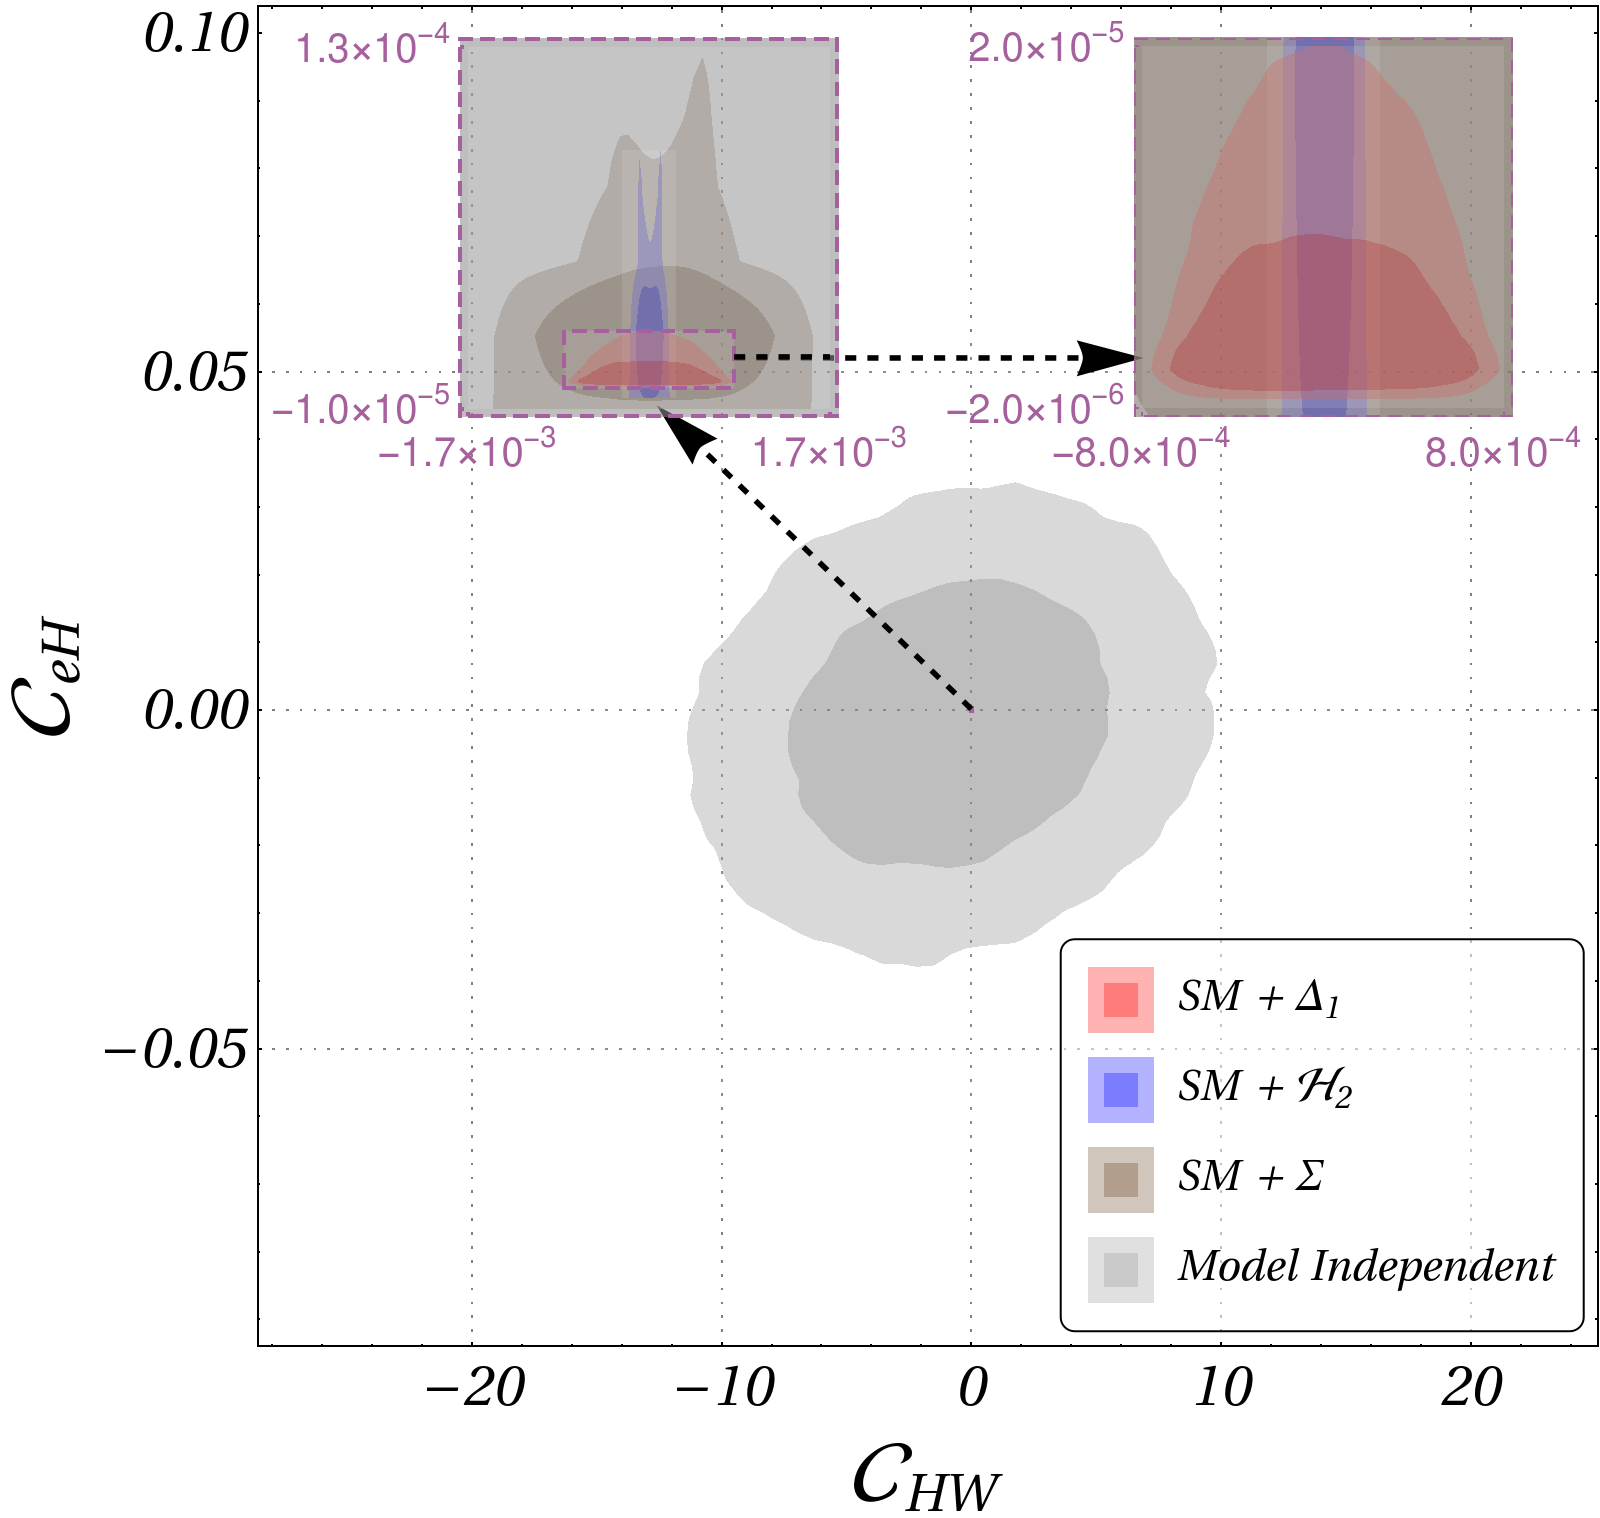 0.10
0.05
0.00
−0.05
𝒞eH
1.3×10⁻⁴
−1.0×10⁻⁵
−1.7×10⁻³ 1.7×10⁻³
2.0×10⁻⁵
−2.0×10⁻⁶
−8.0×10⁻⁴ 8.0×10⁻⁴
SM + Δ₁
SM + ℋ₂
SM + Σ
Model Independent
−20 −10 0 10 20
𝒞HW